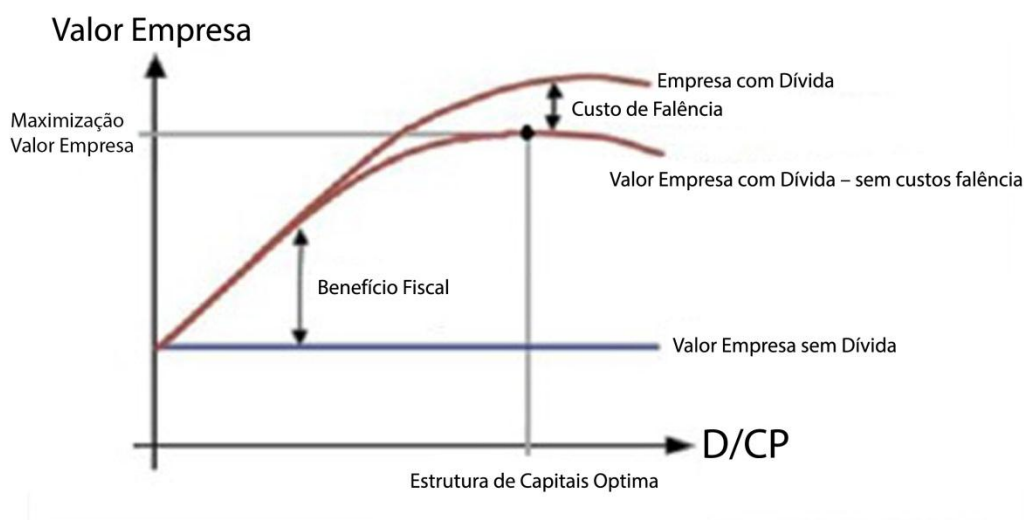 Valor Empresa
Empresa com Dívida
Custo de Falência
Maximização
Valor Empresa
Valor Empresa com Dívida – sem custos falência
Benefício Fiscal
Valor Empresa sem Dívida
D/CP
Estrutura de Capitais Optima